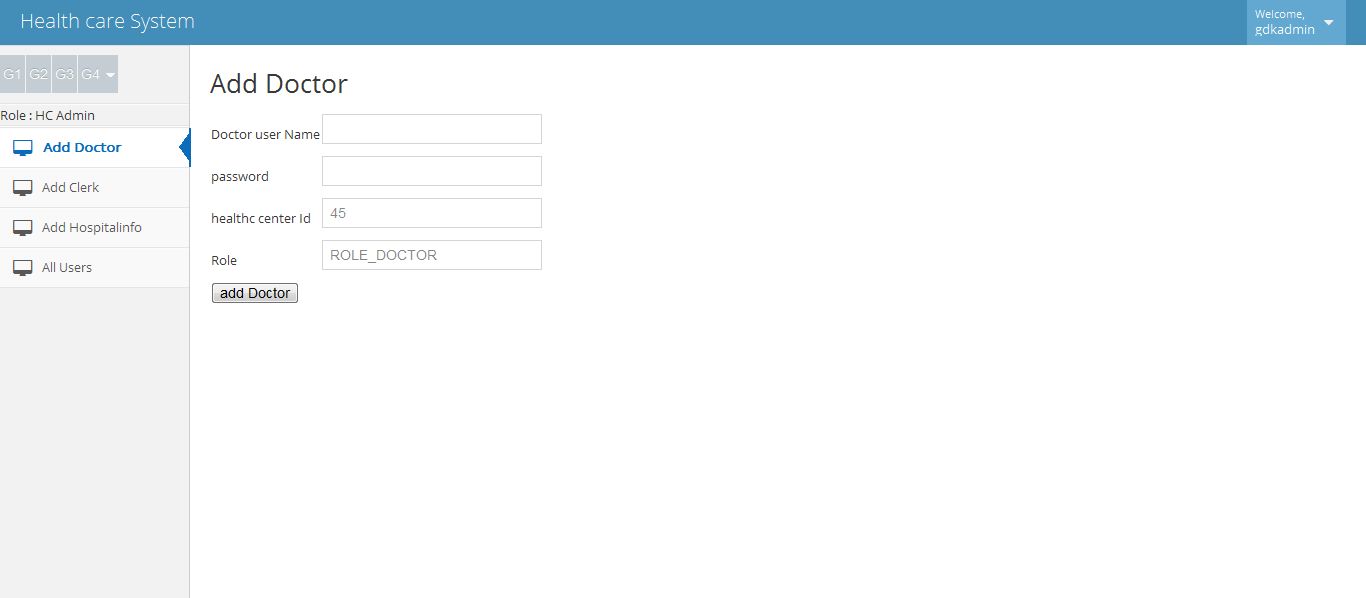 Health care System
Welcome,
gdkadmin
G1 G2 G3 G4
Role : HC Admin
Add Doctor
Add Clerk
Add Hospitalinfo
All Users
Add Doctor
Doctor user Name
password
healthc center Id 45
Role ROLE_DOCTOR
add Doctor